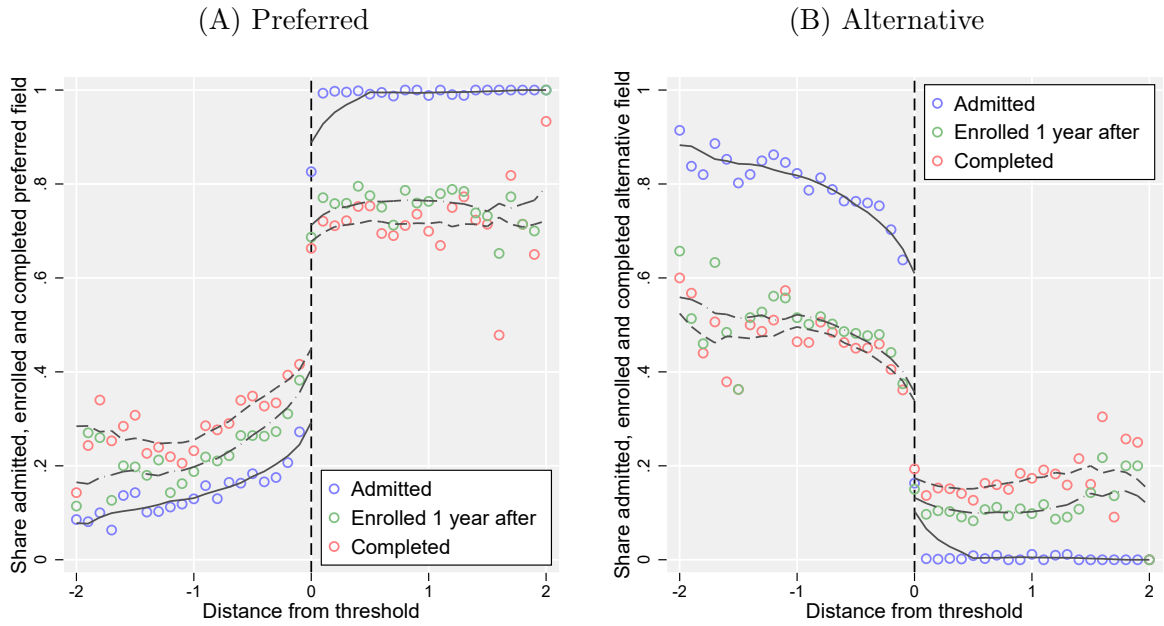 (A) Preferred
Share admitted, enrolled and completed preferred field
1
.8
.6
.4
.2
0
-2 -1 0 1 2
Distance from threshold
Admitted
Enrolled 1 year after
Completed
(B) Alternative
Share admitted, enrolled and completed alternative field
1
.8
.6
.4
.2
0
-2 -1 0 1 2
Distance from threshold
Admitted
Enrolled 1 year after
Completed